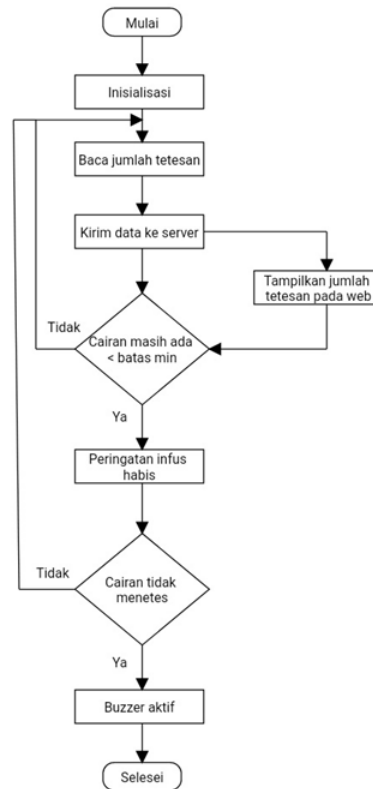 Mulai
Inisialisasi
Baca jumlah tetesan
Kirim data ke server
Tampilkan jumlah
tetesan pada web
Tidak
Cairan masih ada
< batas min
Ya
Peringatan infus
habis
Tidak
Cairan tidak
menetes
Ya
Buzzer aktif
Selesei